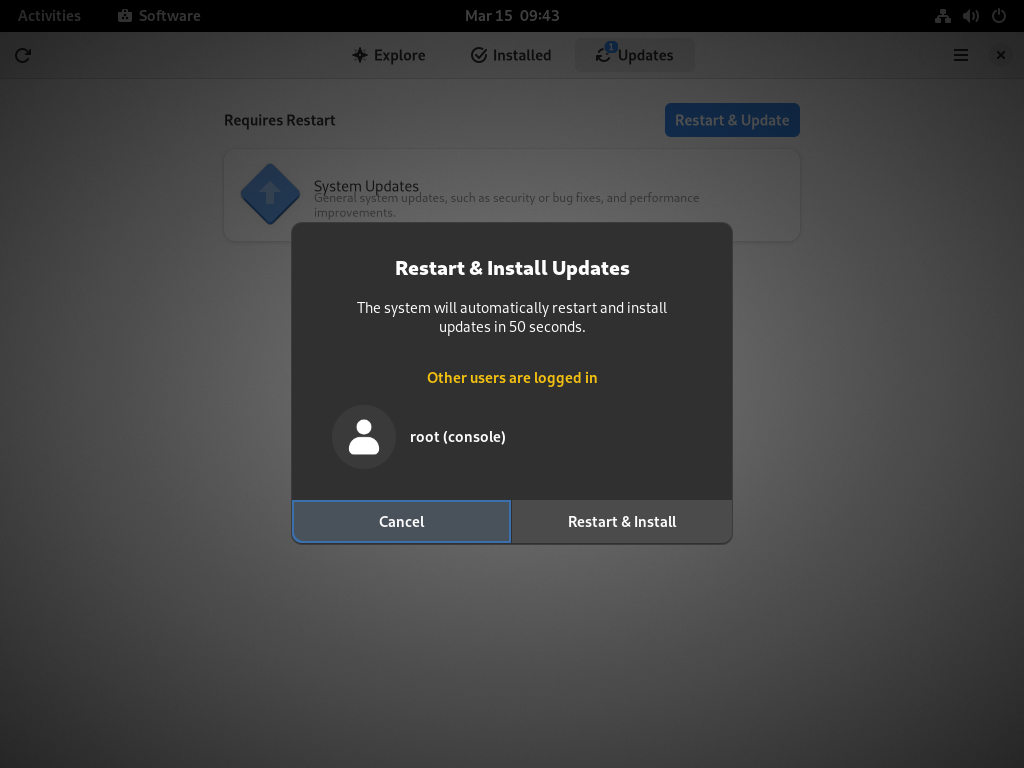 Activities Software Mar 15 09:43
Explore Installed 1 Updates
Requires Restart Restart & Update
System Updates
General system updates, such as security or bug fixes, and performance
improvements.
Restart & Install Updates
The system will automatically restart and install
updates in 50 seconds.
Other users are logged in
root (console)
Cancel Restart & Install